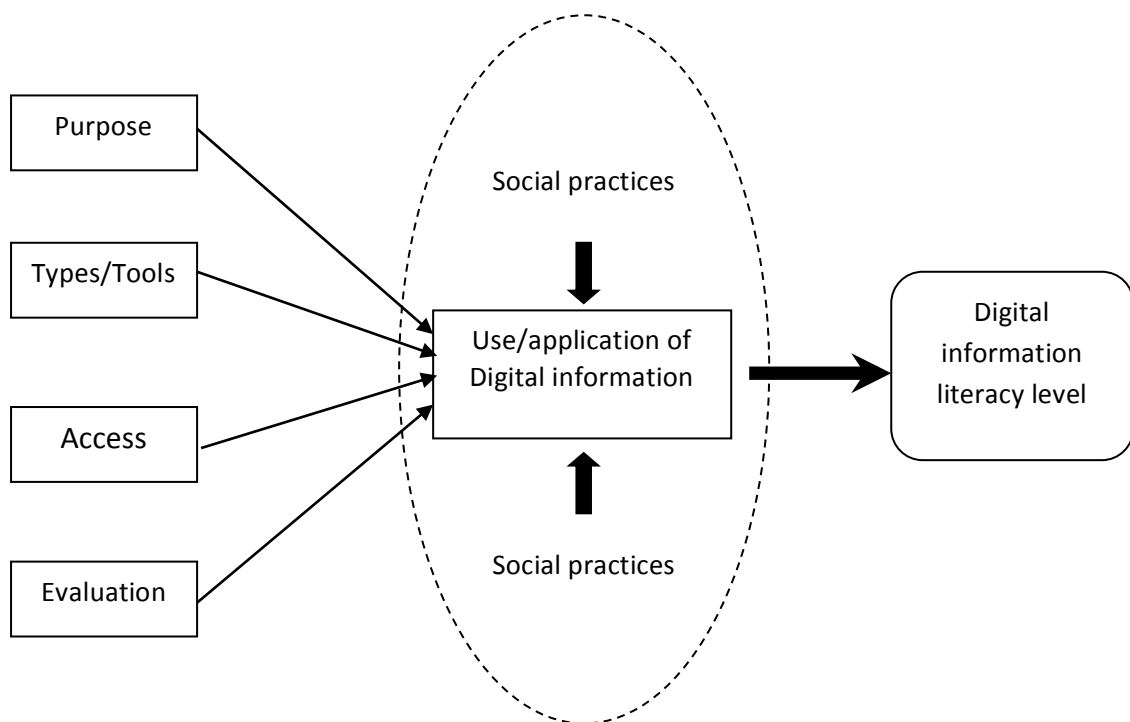 Purpose
Types/Tools
Access
Evaluation
Social practices
Use/application of
Digital information
Social practices
Digital
information
literacy level